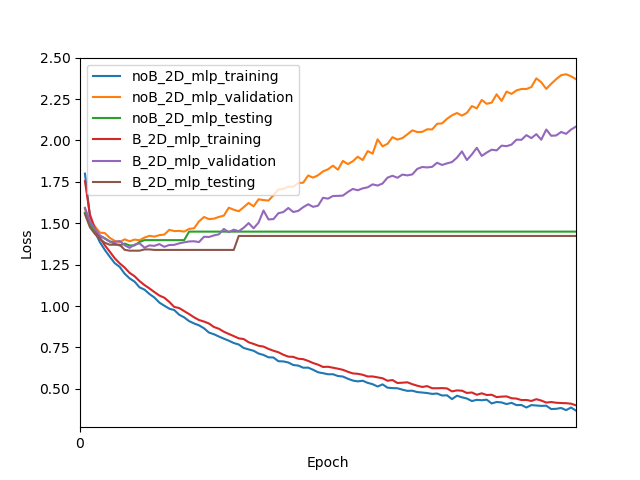 2.50
2.25
2.00
1.75
1.50
1.25
1.00
0.75
0.50
Loss
noB_2D_mlp_training
noB_2D_mlp_validation
noB_2D_mlp_testing
B_2D_mlp_training
B_2D_mlp_validation
B_2D_mlp_testing
0
Epoch